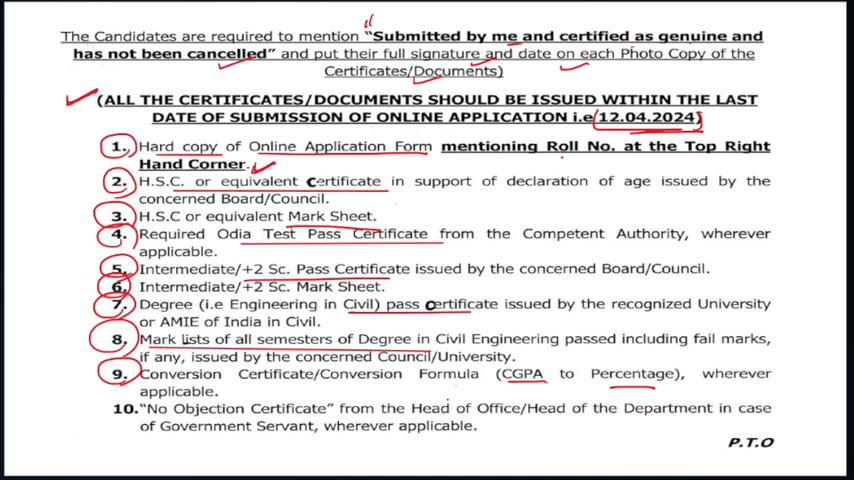 The Candidates are required to mention "Submitted by me and certified as genuine and
has not been cancelled" and put their full signature and date on each Photo Copy of the
Certificates/Documents)
(ALL THE CERTIFICATES/DOCUMENTS SHOULD BE ISSUED WITHIN THE LAST
DATE OF SUBMISSION OF ONLINE APPLICATION i.e 12.04.2024)
1. Hard copy of Online Application Form mentioning Roll No. at the Top Right
Hand Corner.
2. H.S.C. or equivalent certificate in support of declaration of age issued by the
concerned Board/Council.
3. H.S.C or equivalent Mark Sheet.
4. Required Odia Test Pass Certificate from the Competent Authority, wherever
applicable.
5. Intermediate/+2 Sc. Pass Certificate issued by the concerned Board/Council.
6. Intermediate/+2 Sc. Mark Sheet.
7. Degree (i.e Engineering in Civil) pass certificate issued by the recognized University
or AMIE of India in Civil.
8. Mark lists of all semesters of Degree in Civil Engineering passed including fail marks,
if any, issued by the concerned Council/University.
9. Conversion Certificate/Conversion Formula (CGPA to Percentage), wherever
applicable.
10. "No Objection Certificate" from the Head of Office/Head of the Department in case
of Government Servant, wherever applicable.
P.T.O